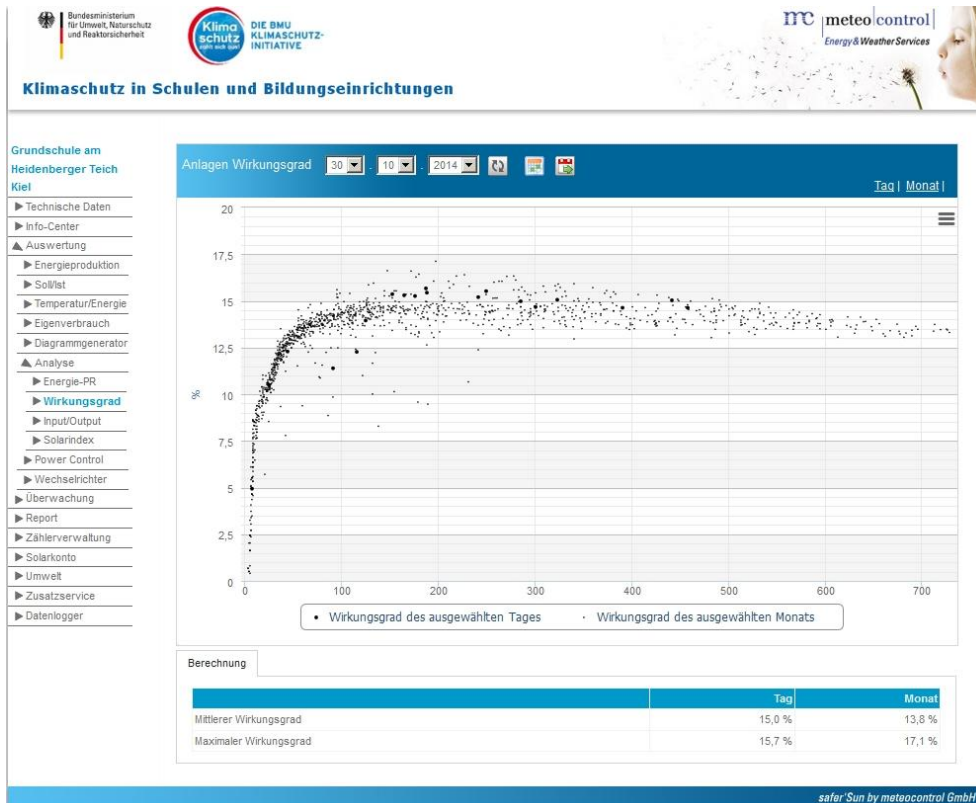 Bundesministerium
für Umwelt, Naturschutz
und Reaktorsicherheit
Klima
schutz
zahlt sich aus!
DIE BMU
KLIMASCHUTZ-
INITIATIVE
mc meteo control
Energy & Weather Services
Klimaschutz in Schulen und Bildungseinrichtungen
Grundschule am
Heidenberger Teich
Kiel
Technische Daten
Info-Center
Auswertung
Energieproduktion
Soll/Ist
Temperatur/Energie
Eigenverbrauch
Diagrammgenerator
Analyse
Energie-PR
Wirkungsgrad
Input/Output
Solarindex
Power Control
Wechselrichter
Überwachung
Report
Zählerverwaltung
Solarkonto
Umwelt
Zusatzservice
Datenlogger
Anlagen Wirkungsgrad 30 . 10 . 2014
Tag | Monat |
20
17,5
15
12,5
10
7,5
5
2,5
0
%
0 100 200 300 400 500 600 700
Wirkungsgrad des ausgewählten Tages Wirkungsgrad des ausgewählten Monats
Berechnung
Tag Monat
Mittlerer Wirkungsgrad 15,0 % 13,8 %
Maximaler Wirkungsgrad 15,7 % 17,1 %
safer'Sun by meteocontrol GmbH